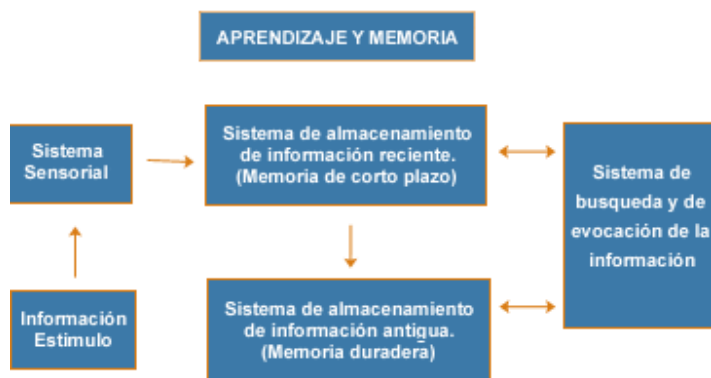 APRENDIZAJE Y MEMORIA
Sistema
Sensorial
Sistema de almacenamiento
de información reciente.
(Memoria de corto plazo)
Sistema de
busqueda y de
evocación de la
información
Información
Estimulo
Sistema de almacenamiento
de información antigua.
(Memoria duradera)